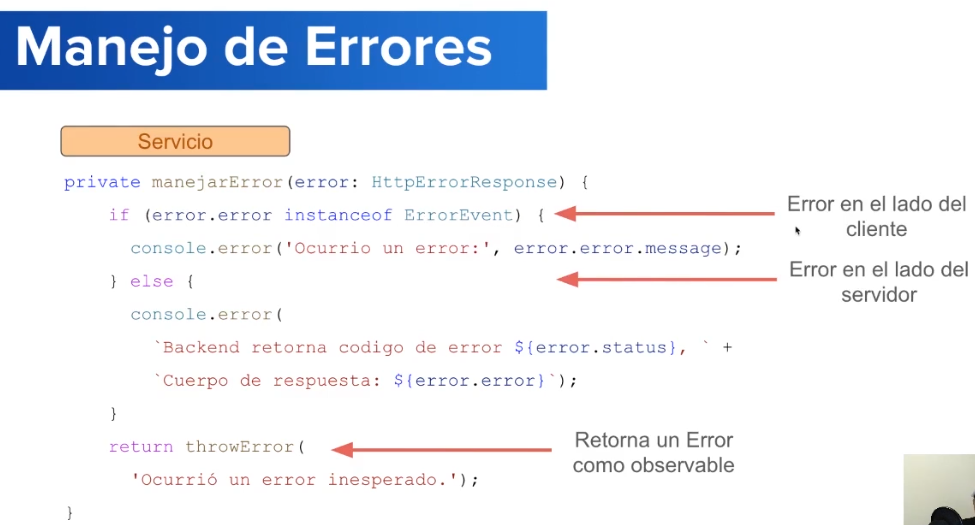 Manejo de Errores
Servicio
private manejarError(error: HttpErrorResponse) {
if (error.error instanceof ErrorEvent) {
Error en el lado del
cliente
console.error('Ocurrio un error:', error.error.message);
} else {
Error en el lado del
servidor
console.error(
`Backend retorna codigo de error ${error.status}, ` +
`Cuerpo de respuesta: ${error.error}`);
}
return throwError(
Retorna un Error
como observable
'Ocurrió un error inesperado.');
}